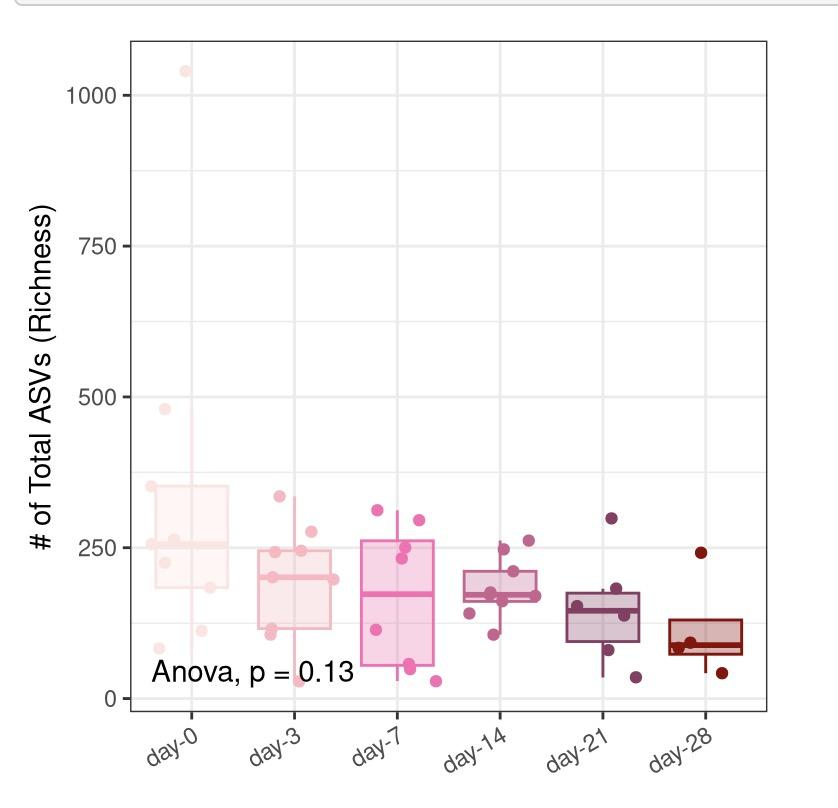 # of Total ASVs (Richness)
1000
750
500
250
0
Anova, p = 0.13
day-0
day-3
day-7
day-14
day-21
day-28